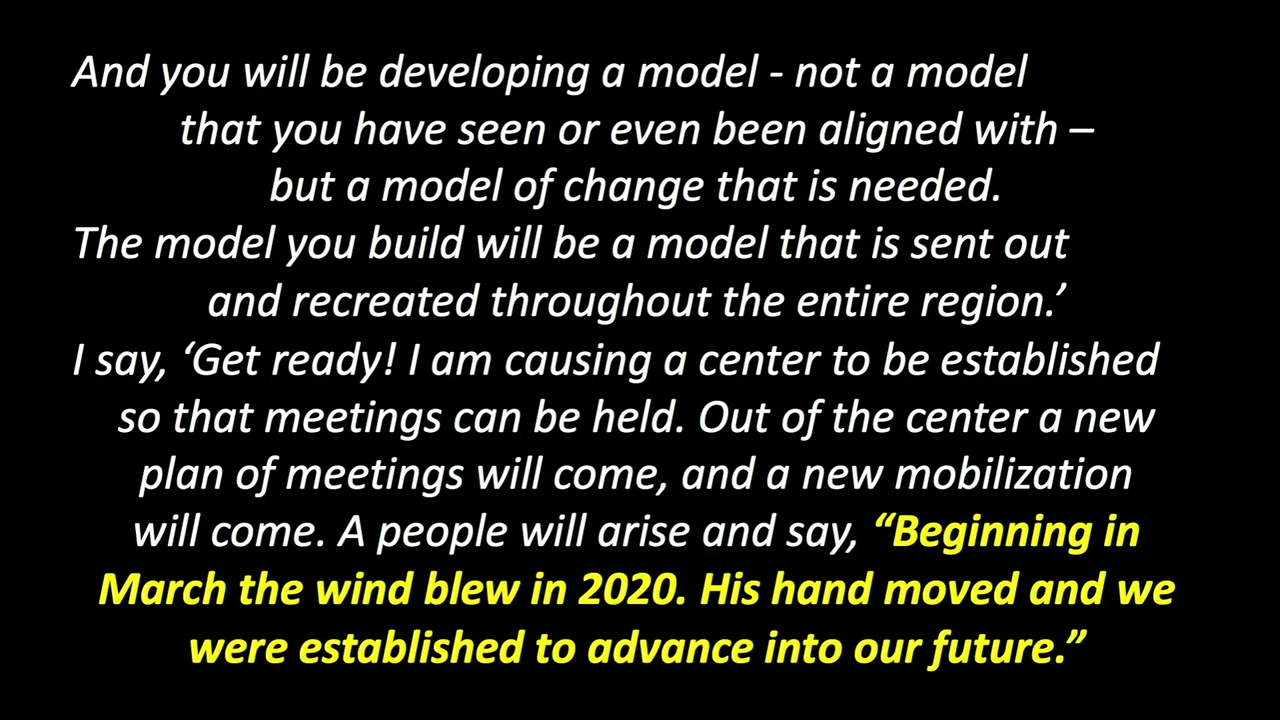 And you will be developing a model - not a model
that you have seen or even been aligned with –
but a model of change that is needed.
The model you build will be a model that is sent out
and recreated throughout the entire region.’
I say, ‘Get ready! I am causing a center to be established
so that meetings can be held. Out of the center a new
plan of meetings will come, and a new mobilization
will come. A people will arise and say, “Beginning in
March the wind blew in 2020. His hand moved and we
were established to advance into our future.”